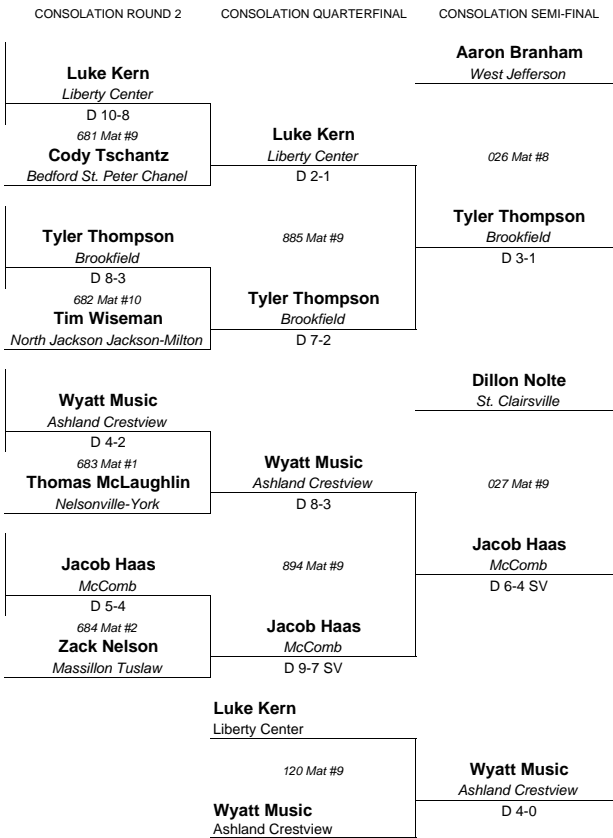 CONSOLATION ROUND 2
CONSOLATION QUARTERFINAL
CONSOLATION SEMI-FINAL
Luke Kern
Liberty Center
D 10-8
681 Mat #9
Cody Tschantz
Bedford St. Peter Chanel
Tyler Thompson
Brookfield
D 8-3
682 Mat #10
Tim Wiseman
North Jackson Jackson-Milton
Wyatt Music
Ashland Crestview
D 4-2
683 Mat #1
Thomas McLaughlin
Nelsonville-York
Jacob Haas
McComb
D 5-4
684 Mat #2
Zack Nelson
Massillon Tuslaw
Luke Kern
Liberty Center
D 2-1
885 Mat #9
Tyler Thompson
Brookfield
D 7-2
Wyatt Music
Ashland Crestview
D 8-3
894 Mat #9
Jacob Haas
McComb
D 9-7 SV
Aaron Branham
West Jefferson
026 Mat #8
Tyler Thompson
Brookfield
D 3-1
Dillon Nolte
St. Clairsville
027 Mat #9
Jacob Haas
McComb
D 6-4 SV
Luke Kern
Liberty Center
120 Mat #9
Wyatt Music
Ashland Crestview
Wyatt Music
Ashland Crestview
D 4-0